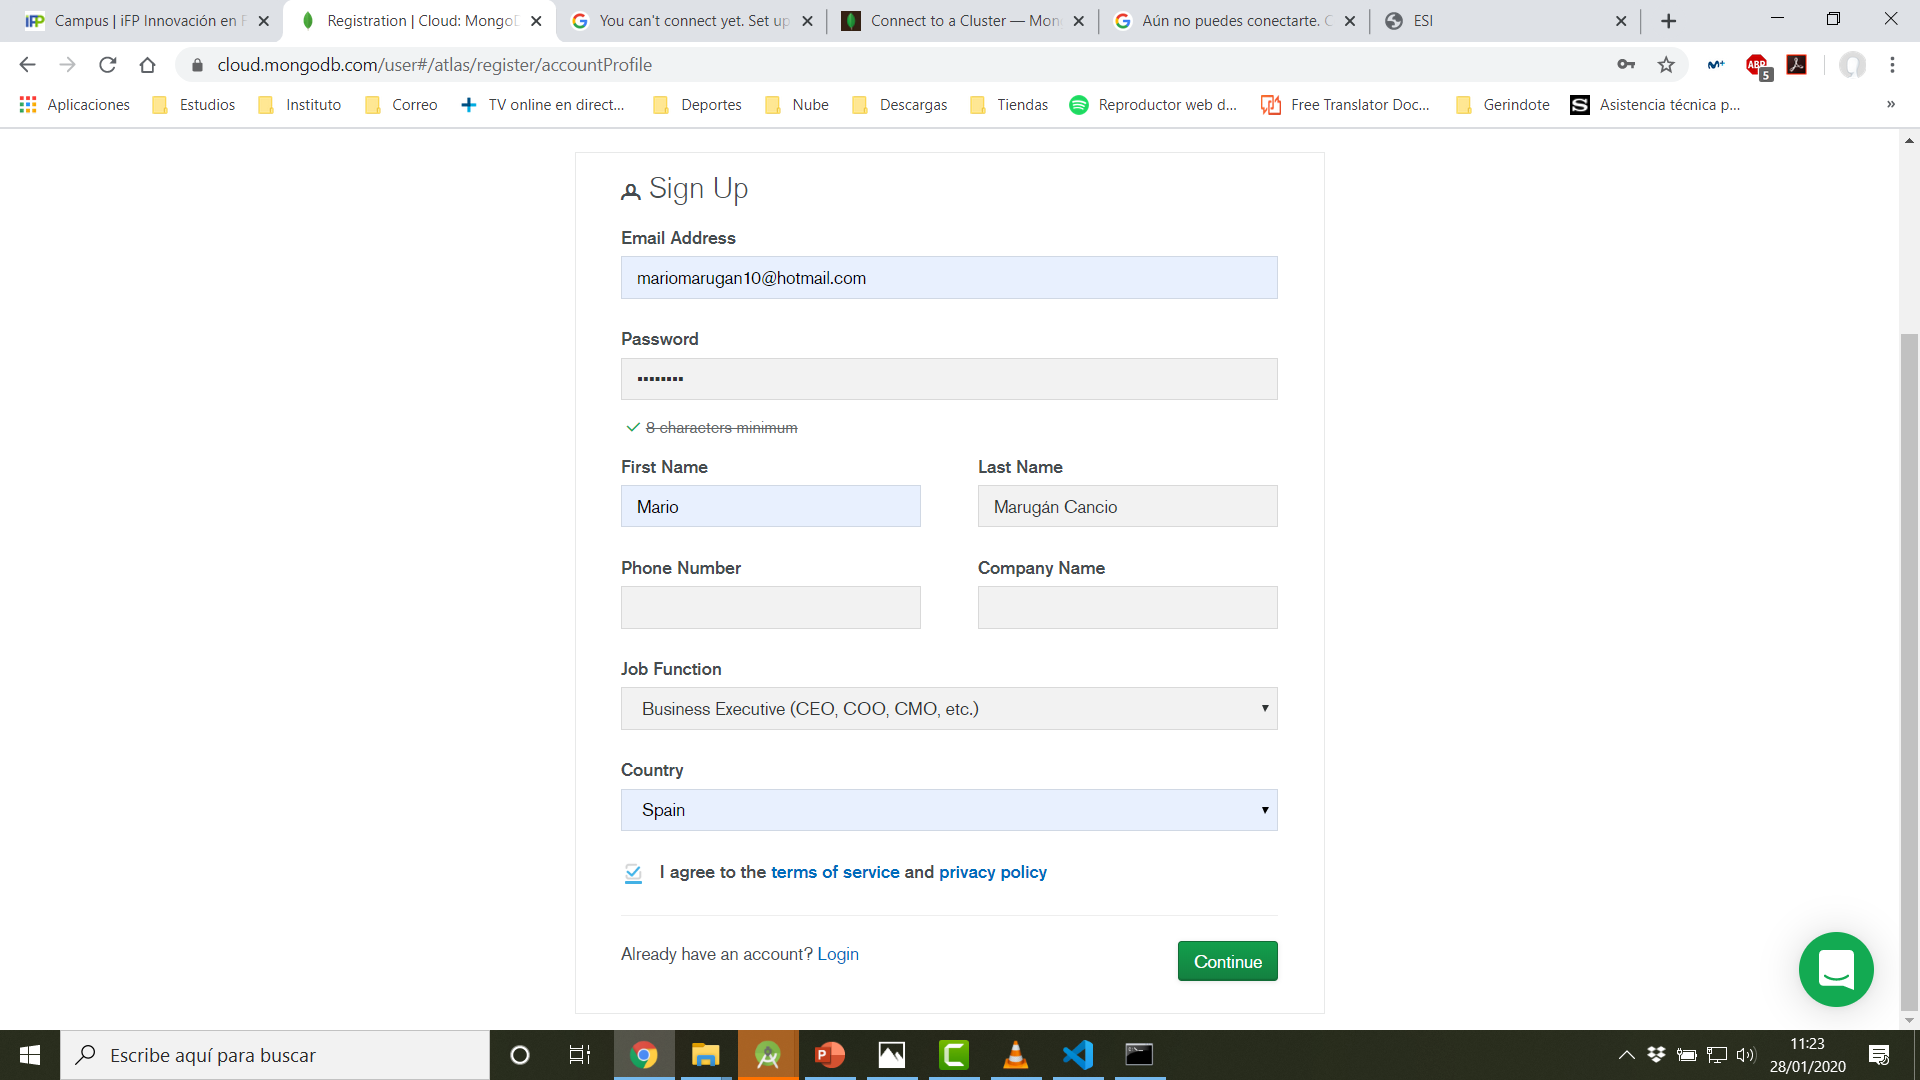 Campus | iFP Innovación en F
Registration | Cloud: MongoD
You can't connect yet. Set up
Connect to a Cluster — Mon
Aún no puedes conectarte. C
ESI
cloud.mongodb.com/user#/atlas/register/accountProfile
ABP
5
Aplicaciones
Estudios
Instituto
Correo
TV online en direct...
Deportes
Nube
Descargas
Tiendas
Reproductor web d...
Free Translator Doc...
Gerindote
Asistencia técnica p...
»
Sign Up
Email Address
mariomarugan10@hotmail.com
Password
••••••••
8 characters minimum
First Name
Last Name
Mario
Marugán Cancio
Phone Number
Company Name
Job Function
Business Executive (CEO, COO, CMO, etc.)
Country
Spain
I agree to the terms of service and privacy policy
Already have an account? Login
Continue
Escribe aquí para buscar
11:23
28/01/2020